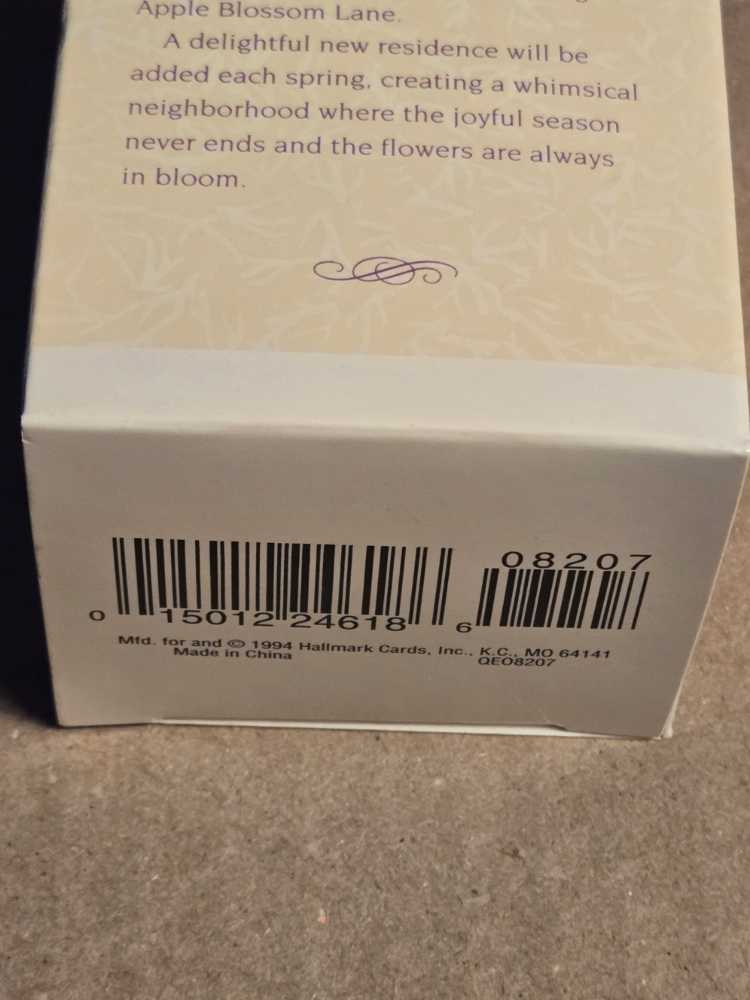 Apple Blossom Lane.
A delightful new residence will be
added each spring, creating a whimsical
neighborhood where the joyful season
never ends and the flowers are always
in bloom.
08207
0 15012 24618 6
Mfd. for and © 1994 Hallmark Cards, Inc., K.C., MO 64141
Made in China QEO8207